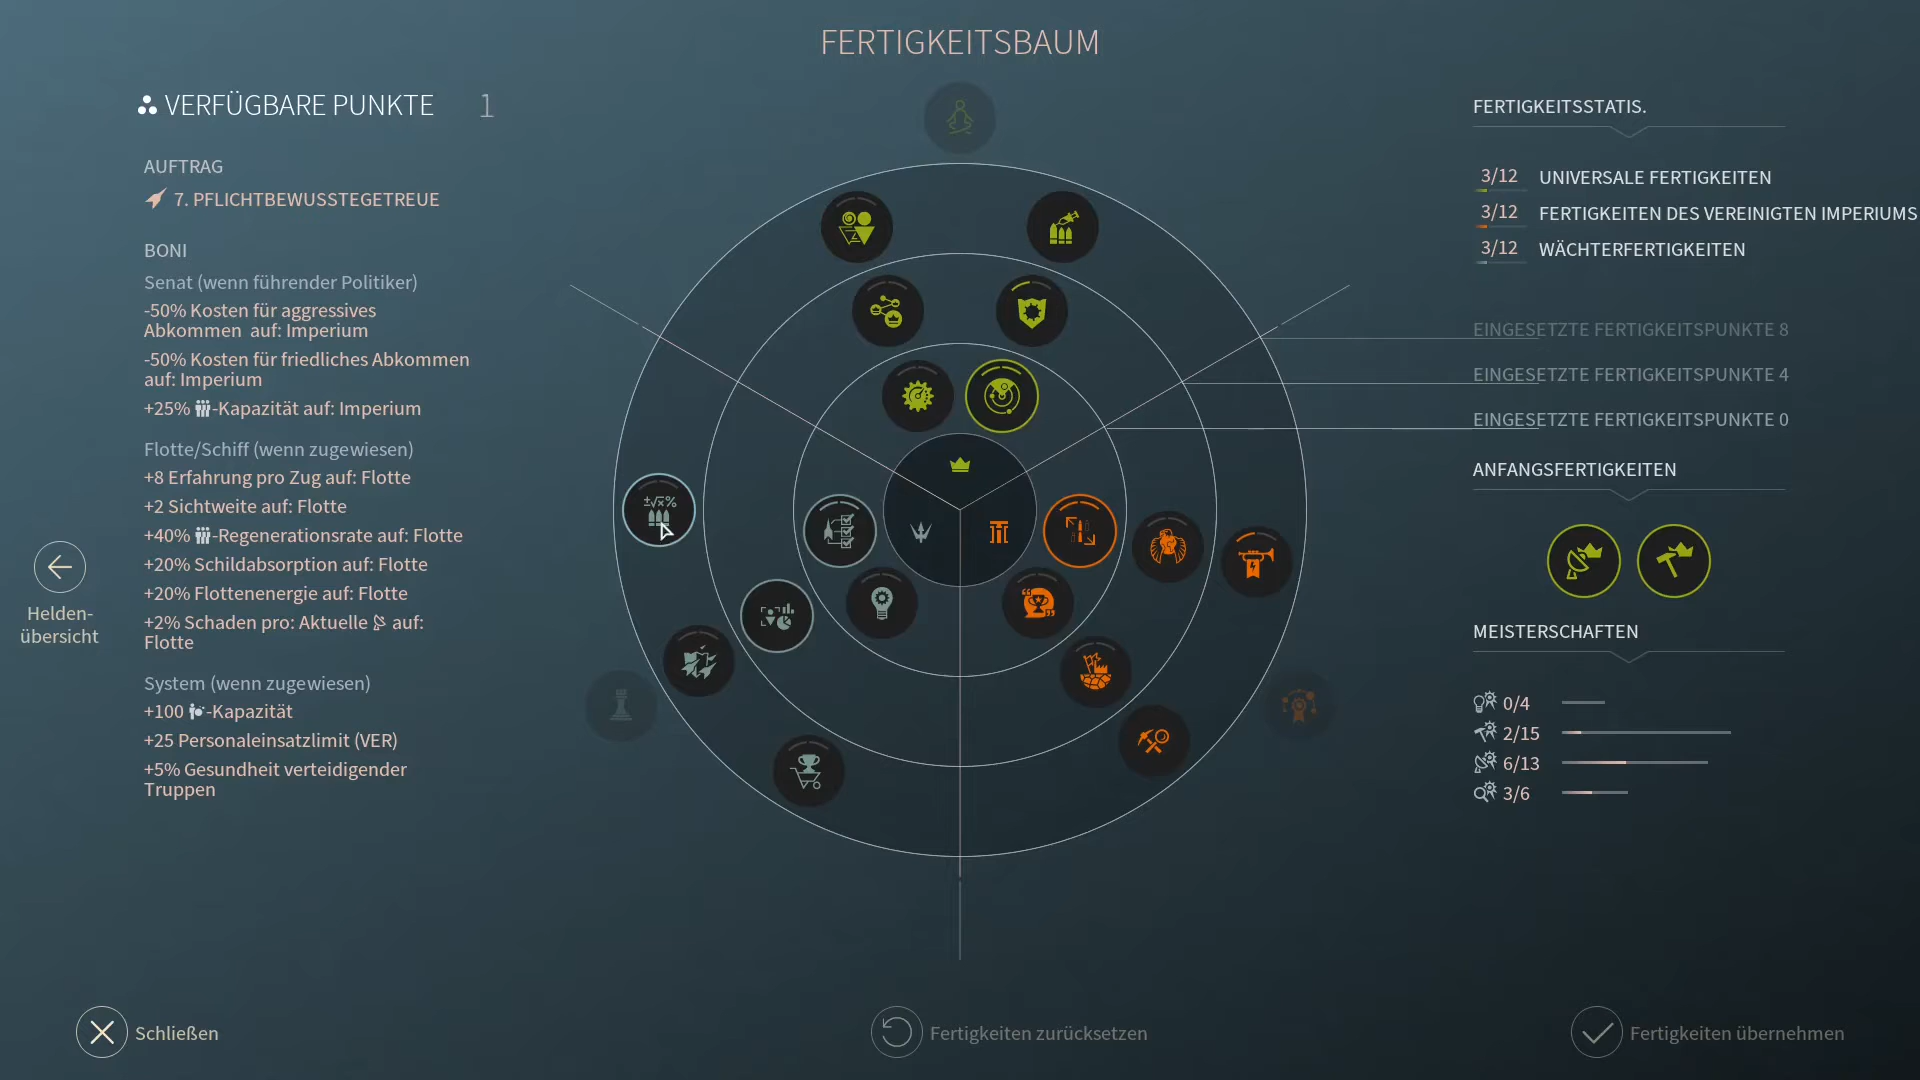 FERTIGKEITSBAUM
VERFÜGBARE PUNKTE 1
AUFTRAG
7. PFLICHTBEWUSSTEGETREUE
BONI
Senat (wenn führender Politiker)
-50% Kosten für aggressives
Abkommen auf: Imperium
-50% Kosten für friedliches Abkommen
auf: Imperium
+25% -Kapazität auf: Imperium
Flotte/Schiff (wenn zugewiesen)
+8 Erfahrung pro Zug auf: Flotte
+2 Sichtweite auf: Flotte
+40% -Regenerationsrate auf: Flotte
+20% Schildabsorption auf: Flotte
+20% Flottenenergie auf: Flotte
+2% Schaden pro: Aktuelle auf:
Flotte
System (wenn zugewiesen)
+100 -Kapazität
+25 Personaleinsatzlimit (VER)
+5% Gesundheit verteidigender
Truppen
Helden-
übersicht
±√x%
FERTIGKEITSSTATIS.
3/12 UNIVERSALE FERTIGKEITEN
3/12 FERTIGKEITEN DES VEREINIGTEN IMPERIUMS
3/12 WÄCHTERFERTIGKEITEN
EINGESETZTE FERTIGKEITSPUNKTE 8
EINGESETZTE FERTIGKEITSPUNKTE 4
EINGESETZTE FERTIGKEITSPUNKTE 0
ANFANGSFERTIGKEITEN
MEISTERSCHAFTEN
0/4
2/15
6/13
3/6
Schließen
Fertigkeiten zurücksetzen
Fertigkeiten übernehmen